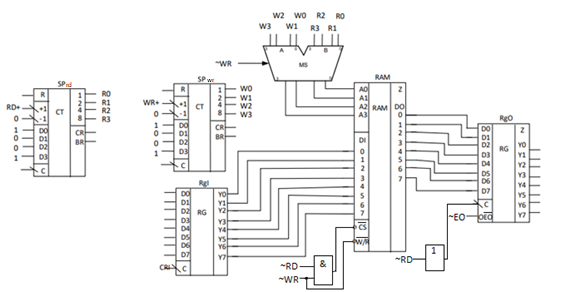 W2 W0 R2 R0
W3 W1 R3 R1
A B
MS
~WR
SPrd
R
RD+ +1
0 -1
1 D0
0 D1
0 D2
1 D3
C
CT
1 R0
2 R1
4 R2
8 R3
CR
BR
SPwr
R
WR+ +1
0 -1
1 D0
0 D1
0 D2
1 D3
C
CT
1 W0
2 W1
4 W2
8 W3
CR
BR
RgI
D0 Y0
D1 Y1
D2 Y2
D3 Y3
D4 Y4
D5 Y5
D6 Y6
D7 Y7
RG
CRI C
RAM
A0 Z
A1
A2
A3
RAM
DO
0
1
2
3
4
5
6
7
DI
0
1
2
3
4
5
6
7
CS
W/R
~RD
~WR
&
RgO
D0 Z
D1
D2 Y0
D3 Y1
D4 Y2
D5 Y3
D6 Y4
D7 Y5
C Y6
OEO Y7
RG
~EO
~RD 1